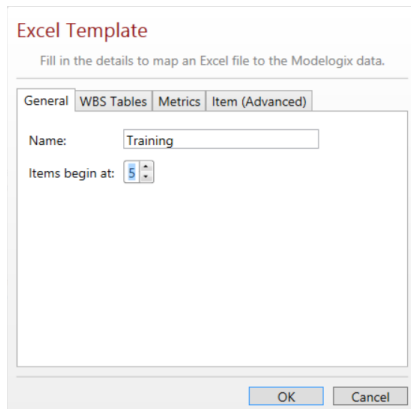 Excel Template
Fill in the details to map an Excel file to the Modelogix data.
General WBS Tables Metrics Item (Advanced)
Name: Training
Items begin at: 5
OK Cancel